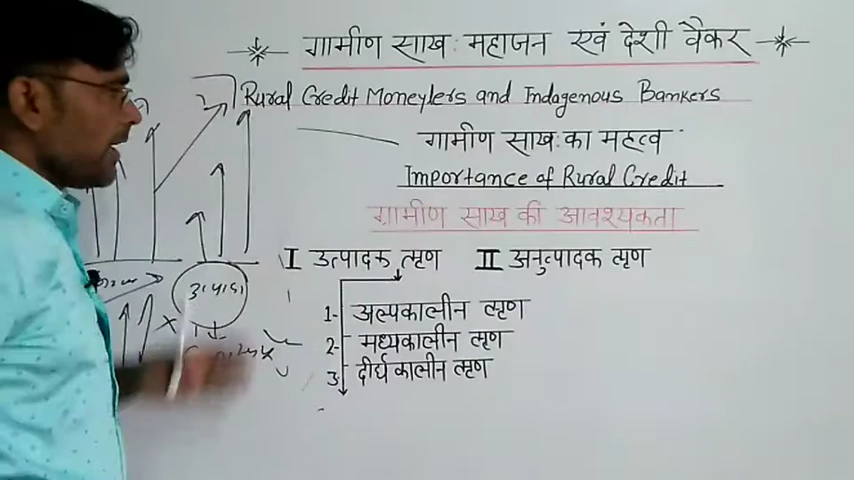 ग्रामीण साख : महाजन एवं देशी वैकर
Rural Credit Moneylers and Indagenous Bankers
ग्रामीण साख : का महत्व
Importance of Rural Credit
ग्रामीण साख की आवश्यकता
I उत्पादक ऋण II अनुत्पादक ऋण
1- अल्पकालीन ऋण
2- मध्यकालीन ऋण
3- दीर्घकालीन ऋण